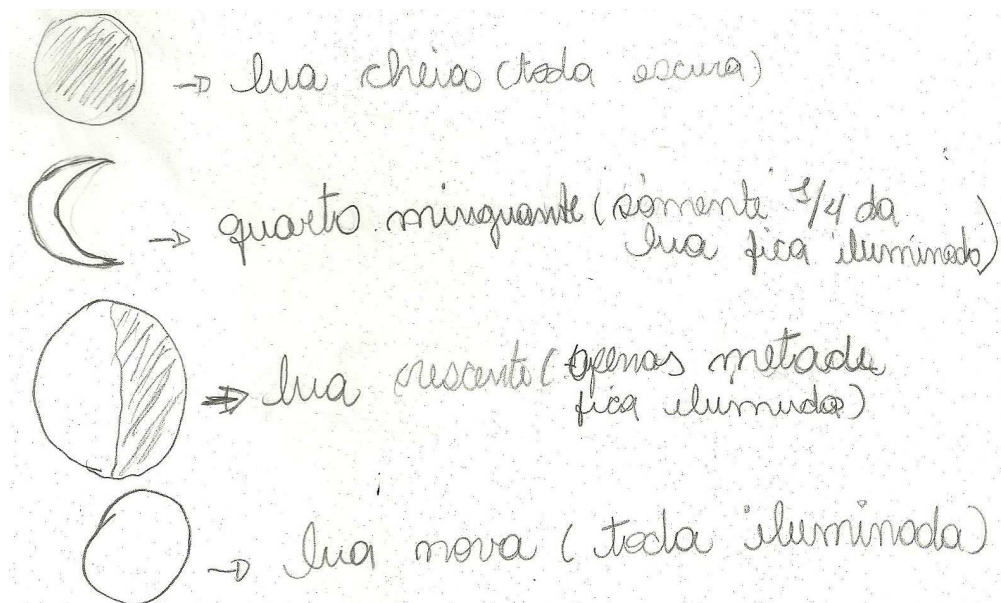 lua cheia (toda escura)
quarto minguante (somente 1/4 da
lua fica iluminado)
lua crescente (apenas metade
fica ilumuda)
lua nova (toda iluminada)